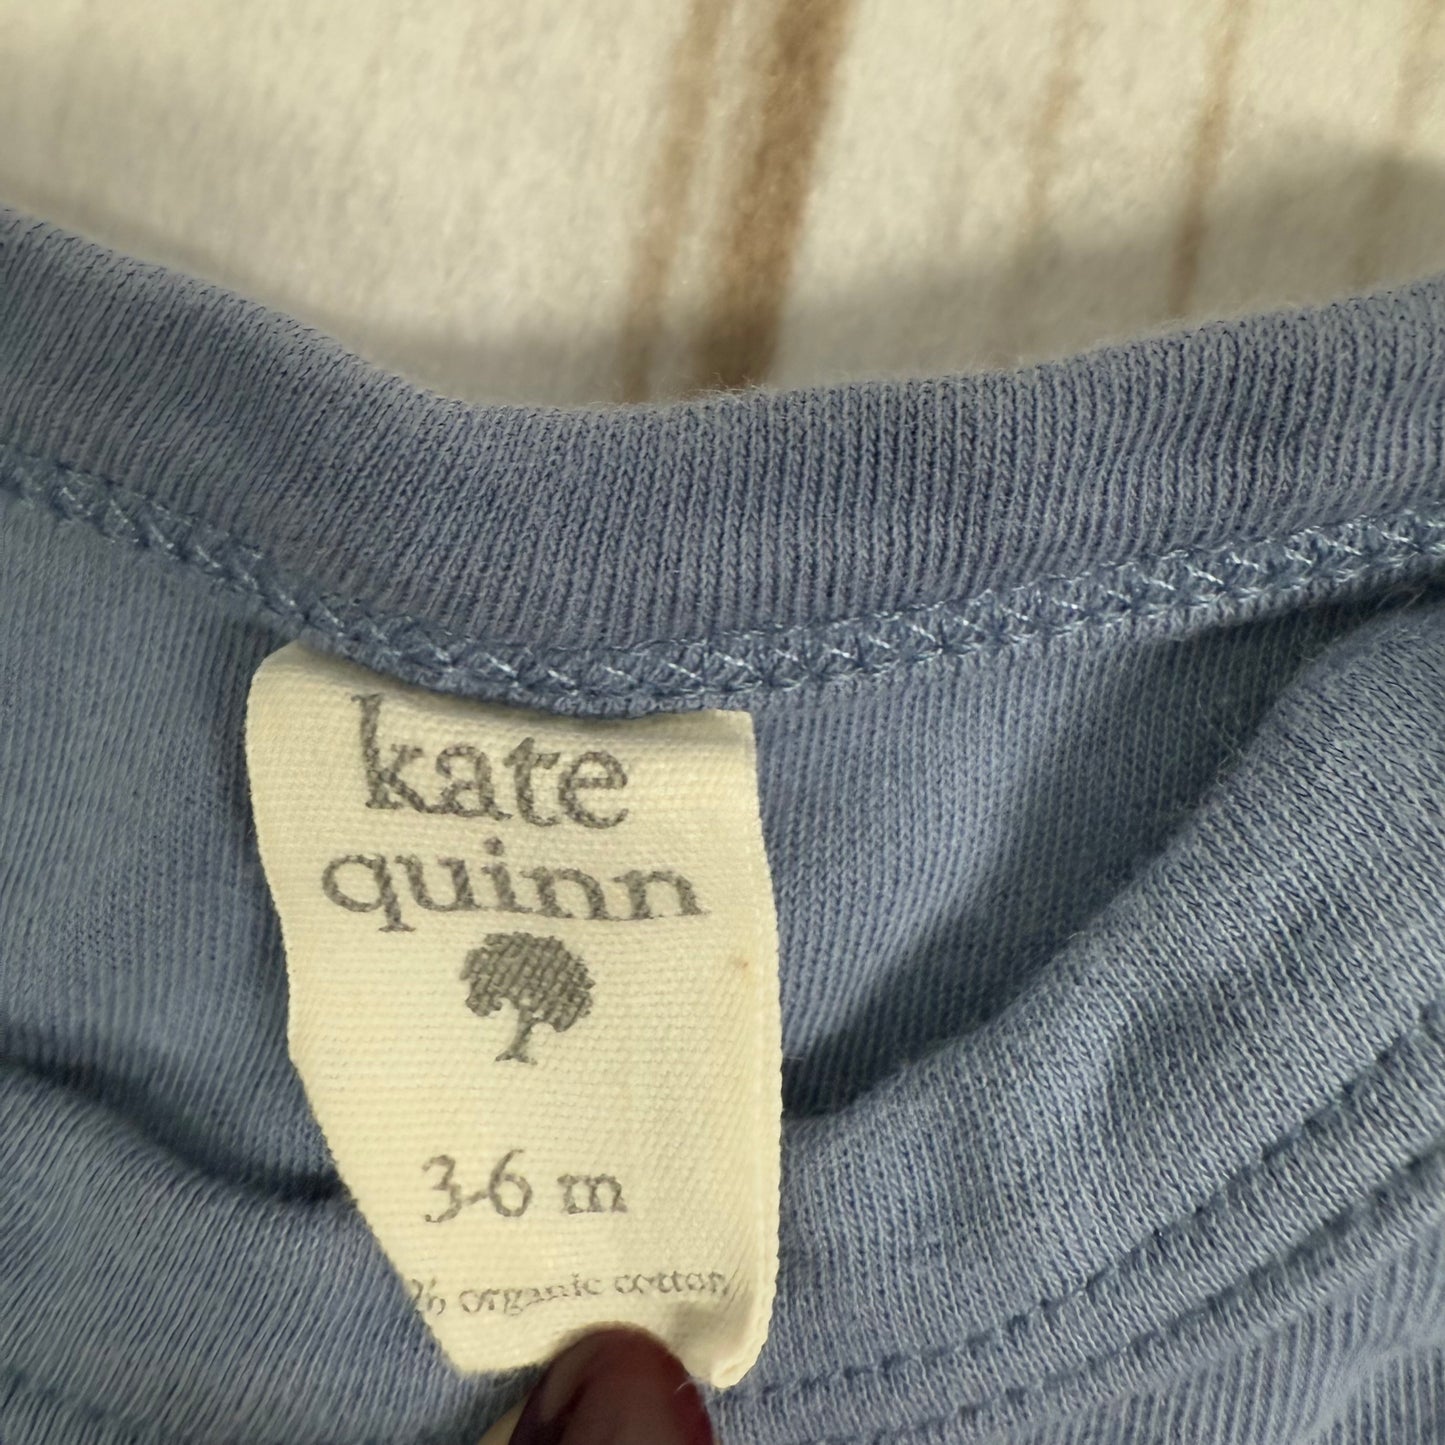 kate
quinn
3-6 m
% organic cotton